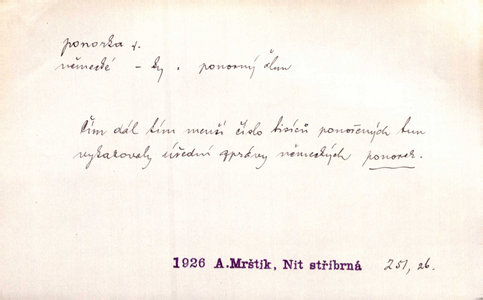 ponorka f.
německé -ky. ponorný člun
čím dál tím menší číslo tisíců ponořených tun
vykazovaly úřední zprávy německých ponorek.
1926 A.Mrštík, Nit stříbrná 251, 26.